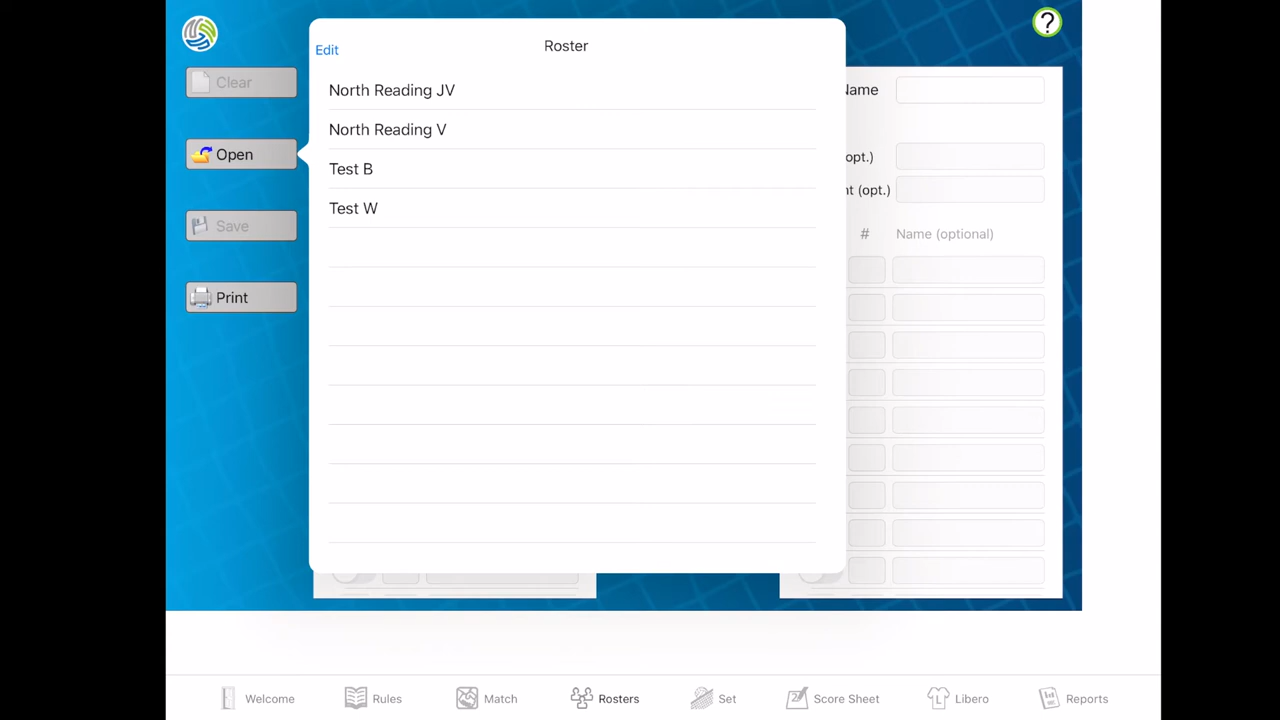 Edit
Roster
?
Clear
North Reading JV
Name
North Reading V
Open
opt.)
Test B
nt (opt.)
Test W
Save
# Name (optional)
Print
Welcome
Rules
Match
Rosters
Set
Score Sheet
L
Libero
Reports